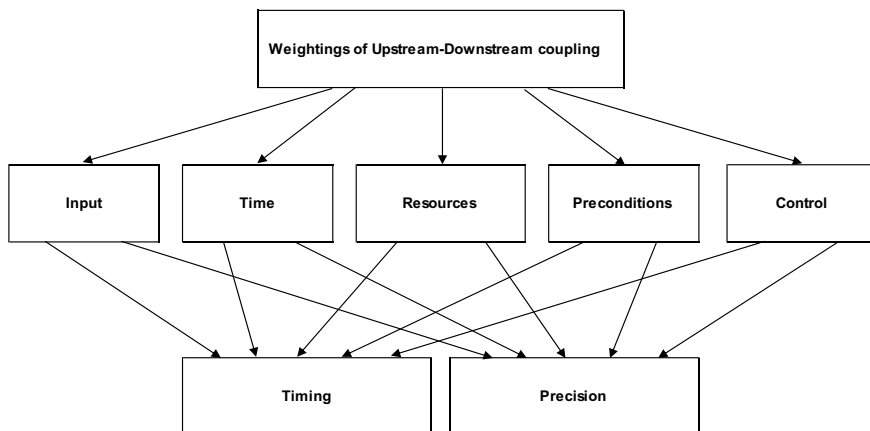 Weightings of Upstream-Downstream coupling
Input
Time
Resources
Preconditions
Control
Timing
Precision